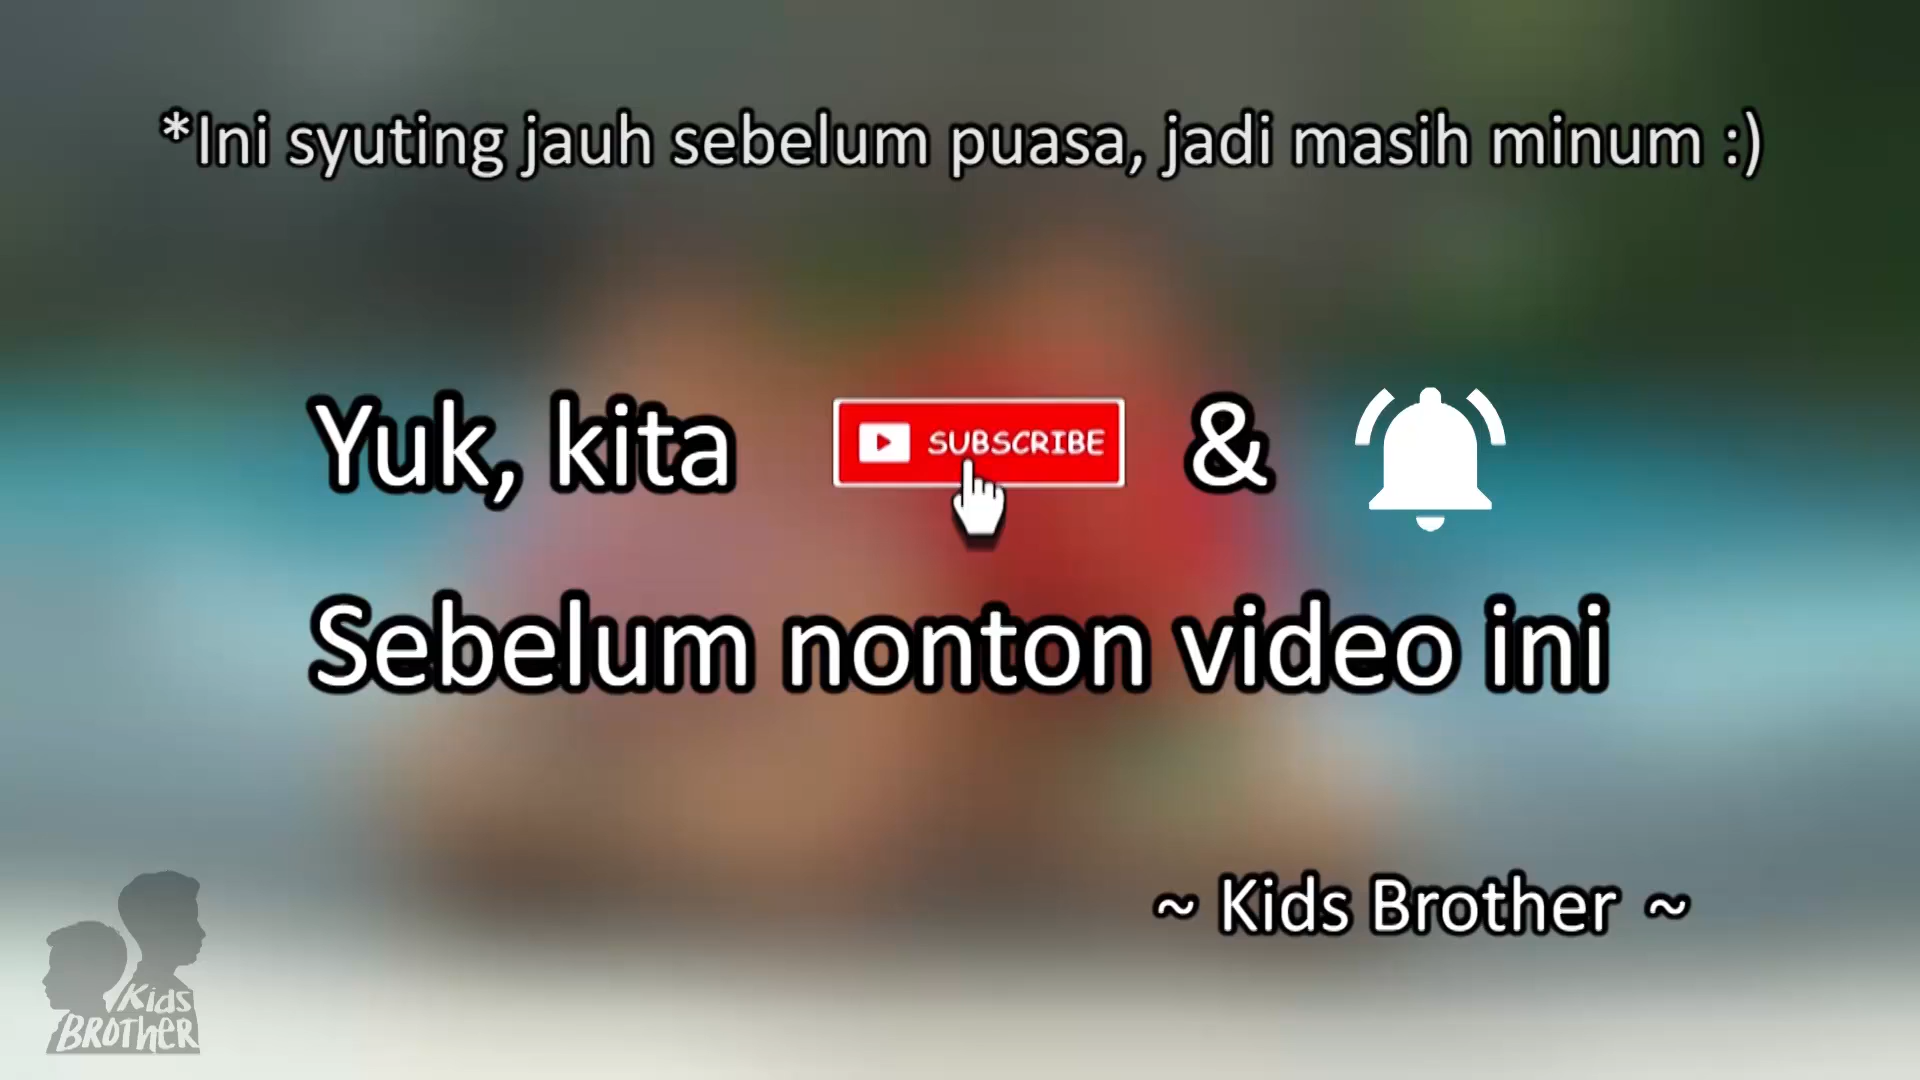 *Ini syuting jauh sebelum puasa, jadi masih minum :)
Yuk, kita SUBSCRIBE &
Sebelum nonton video ini
~ Kids Brother ~
Kids
BROTHER